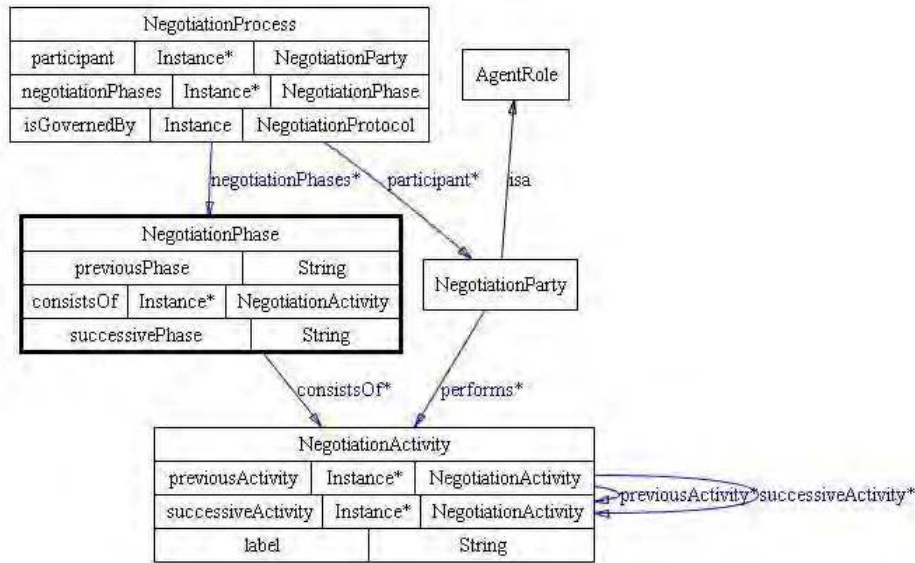 NegotiationProcess
participant Instance* NegotiationParty
negotiationPhases Instance* NegotiationPhase
isGovernedBy Instance NegotiationProtocol
AgentRole
negotiationPhases* participant* isa
NegotiationPhase
previousPhase String
consistsOf Instance* NegotiationActivity
successivePhase String
NegotiationParty
consistsOf* performs*
NegotiationActivity
previousActivity Instance* NegotiationActivity
successiveActivity Instance* NegotiationActivity
label String
previousActivity* successiveActivity*